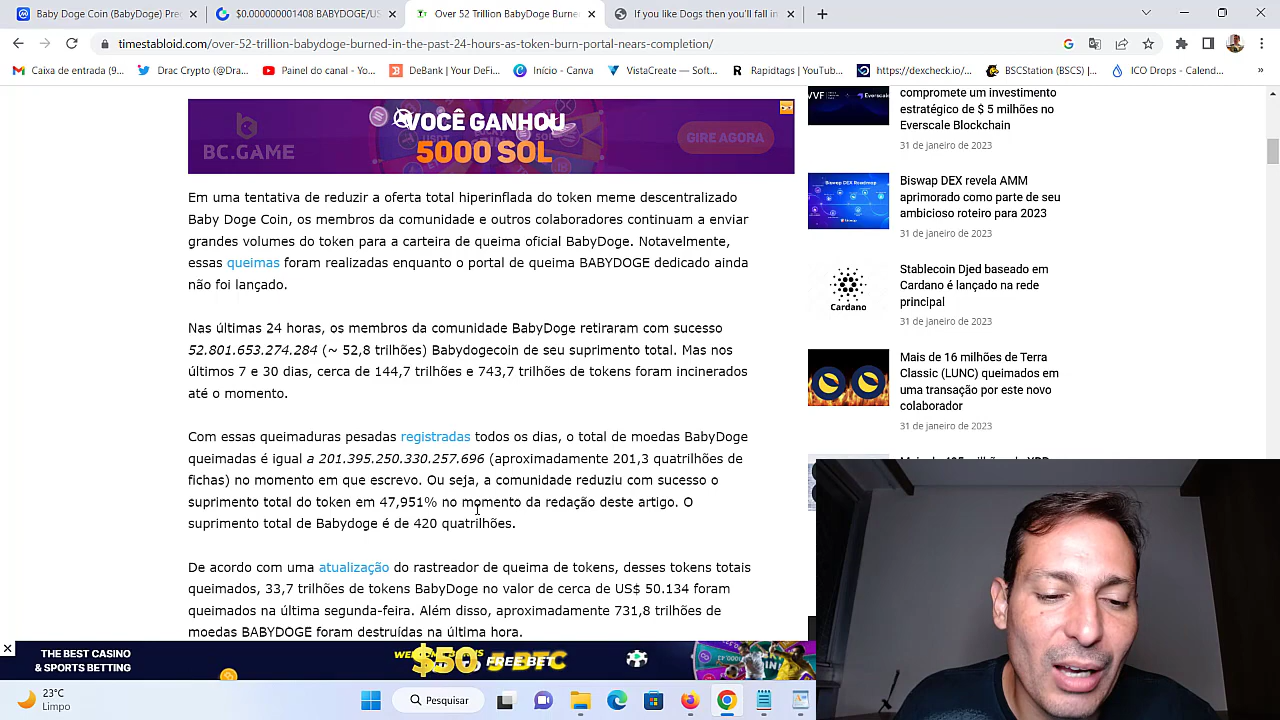 Baby Doge Coin (BabyDoge) Pre
$0.000000001408 BABYDOGE/US
Over 52 Trillion BabyDoge Burne
If you like Dogs then you'll fall in
timestabloid.com/over-52-trillion-babydoge-burned-in-the-past-24-hours-as-token-burn-portal-nears-completion/
Caixa de entrada (9...
Drac Crypto (@Dra...
Painel do canal - Yo...
DeBank | Your DeFi...
Início - Canva
VistaCreate — Soft...
Rapidtags | YouTub...
https://dexcheck.io/...
BSCStation (BSCS) |...
ICO Drops - Calend...
BC.GAME
VOCÊ GANHOU
5000 SOL
GIRE AGORA
Em uma tentativa de reduzir a oferta total hiperinflada do token meme descentralizado
Baby Doge Coin, os membros da comunidade e outros colaboradores continuam a enviar
grandes volumes do token para a carteira de queima oficial BabyDoge. Notavelmente,
essas queimas foram realizadas enquanto o portal de queima BABYDOGE dedicado ainda
não foi lançado.
Nas últimas 24 horas, os membros da comunidade BabyDoge retiraram com sucesso
52.801.653.274.284 (~ 52,8 trilhões) Babydogecoin de seu suprimento total. Mas nos
últimos 7 e 30 dias, cerca de 144,7 trilhões e 743,7 trilhões de tokens foram incinerados
até o momento.
Com essas queimaduras pesadas registradas todos os dias, o total de moedas BabyDoge
queimadas é igual a 201.395.250.330.257.696 (aproximadamente 201,3 quatrilhões de
fichas) no momento em que escrevo. Ou seja, a comunidade reduziu com sucesso o
suprimento total do token em 47,951% no momento da redação deste artigo. O
suprimento total de Babydoge é de 420 quatrilhões.
De acordo com uma atualização do rastreador de queima de tokens, desses tokens totais
queimados, 33,7 trilhões de tokens BabyDoge no valor de cerca de US$ 50.134 foram
queimados na última segunda-feira. Além disso, aproximadamente 731,8 trilhões de
moedas BABYDOGE foram destruídas na última hora.
compromete um investimento
estratégico de $ 5 milhões no
Everscale Blockchain
31 de janeiro de 2023
Biswap DEX Roadmap
Biswap DEX revela AMM
aprimorado como parte de seu
ambicioso roteiro para 2023
31 de janeiro de 2023
Cardano
Stablecoin Djed baseado em
Cardano é lançado na rede
principal
31 de janeiro de 2023
Mais de 16 milhões de Terra
Classic (LUNC) queimados em
uma transação por este novo
colaborador
31 de janeiro de 2023
THE BEST CASINO
& SPORTS BETTING
$50
FREE BET
5 BTC
23°C
Limpo
Pesquisar